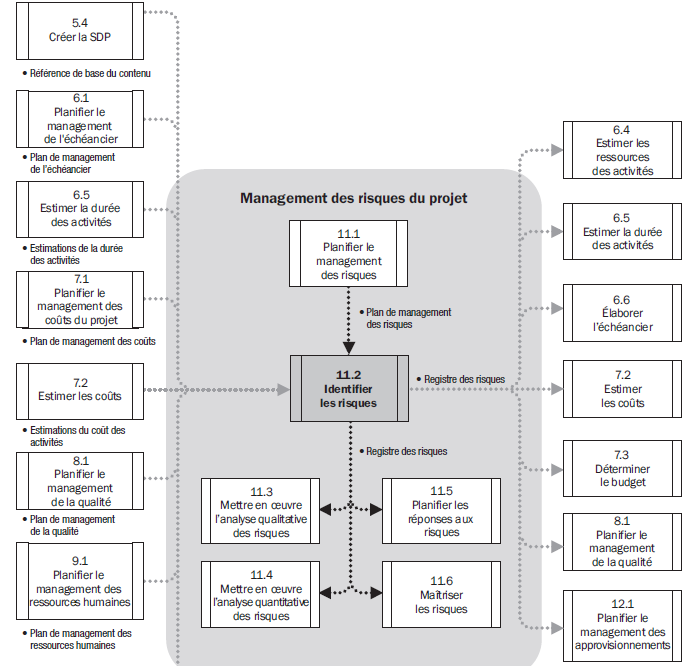 5.4
Créer la SDP
• Référence de base du contenu
6.1
Planifier le
management
de l'échéancier
• Plan de management
de l'échéancier
6.5
Estimer la durée
des activités
• Estimations de la durée
des activités
7.1
Planifier le
management des
coûts du projet
• Plan de management des coûts
7.2
Estimer les coûts
• Estimations du coût des
activités
8.1
Planifier le
management
de la qualité
• Plan de management
de la qualité
9.1
Planifier le
management des
ressources humaines
• Plan de management des
ressources humaines
Management des risques du projet
11.1
Planifier le
management
des risques
• Plan de management
des risques
11.2
Identifier
les risques
• Registre des risques
• Registre des risques
11.3
Mettre en œuvre
l'analyse qualitative
des risques
11.5
Planifier les
réponses aux
risques
11.4
Mettre en œuvre
l'analyse quantitative
des risques
11.6
Maîtriser
les risques
6.4
Estimer les
ressources
des activités
6.5
Estimer la durée
des activités
6.6
Élaborer
l'échéancier
7.2
Estimer
les coûts
7.3
Déterminer
le budget
8.1
Planifier le
management
de la qualité
12.1
Planifier le
management des
approvisionnements